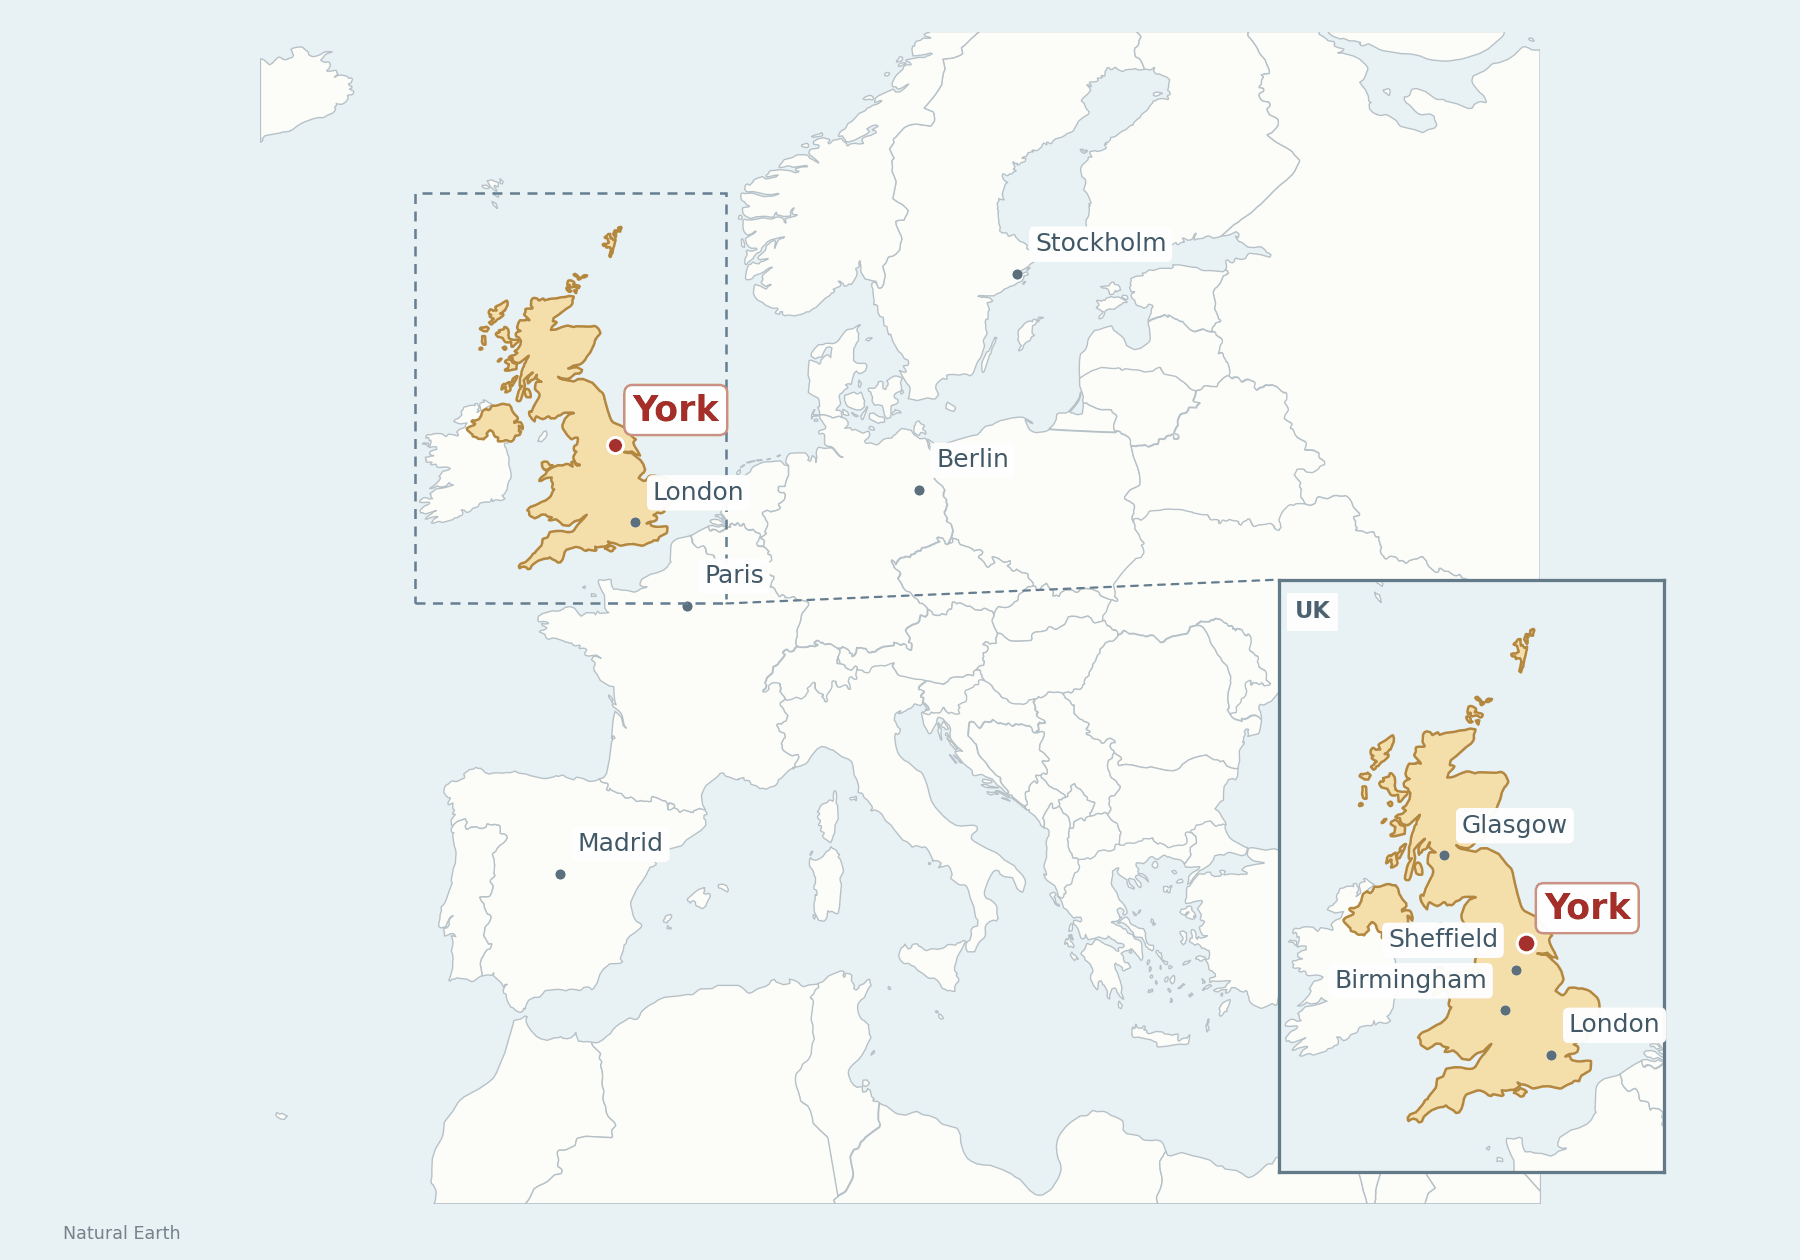 Stockholm
York
Berlin
London
Paris
Madrid
UK
Glasgow
York
Sheffield
Birmingham
London
Natural Earth